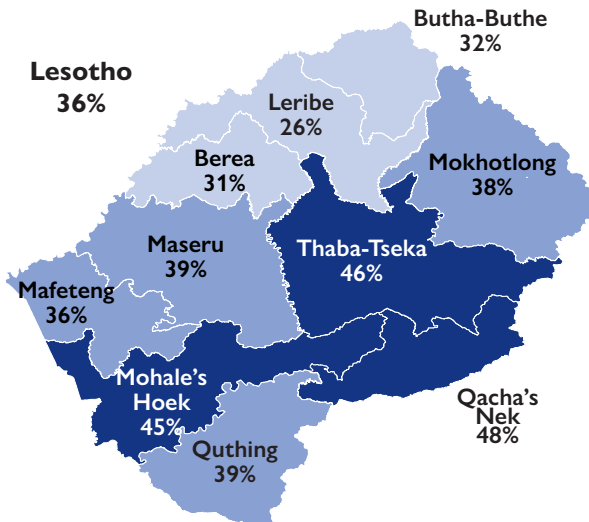 Butha-Buthe
32%
Lesotho
36%
Leribe
26%
Berea
31%
Mokhotlong
38%
Maseru
39%
Thaba-Tseka
46%
Mafeteng
36%
Mohale's
Hoek
45%
Qacha's
Nek
48%
Quthing
39%